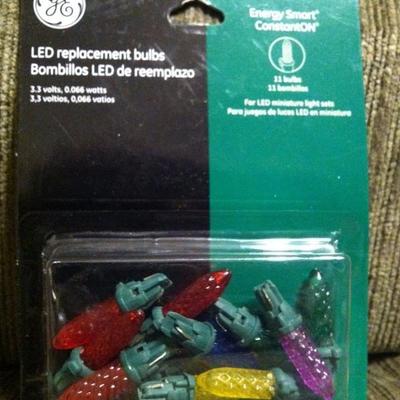 GE
LED replacement bulbs
Bombillos LED de reemplazo
3.3 volts, 0.066 watts
3,3 voltios, 0,066 vatios
Energy Smart®
ConstantON®
11 bulbs
11 bombillos
For LED miniature light sets
Para juegos de luces LED en miniatura